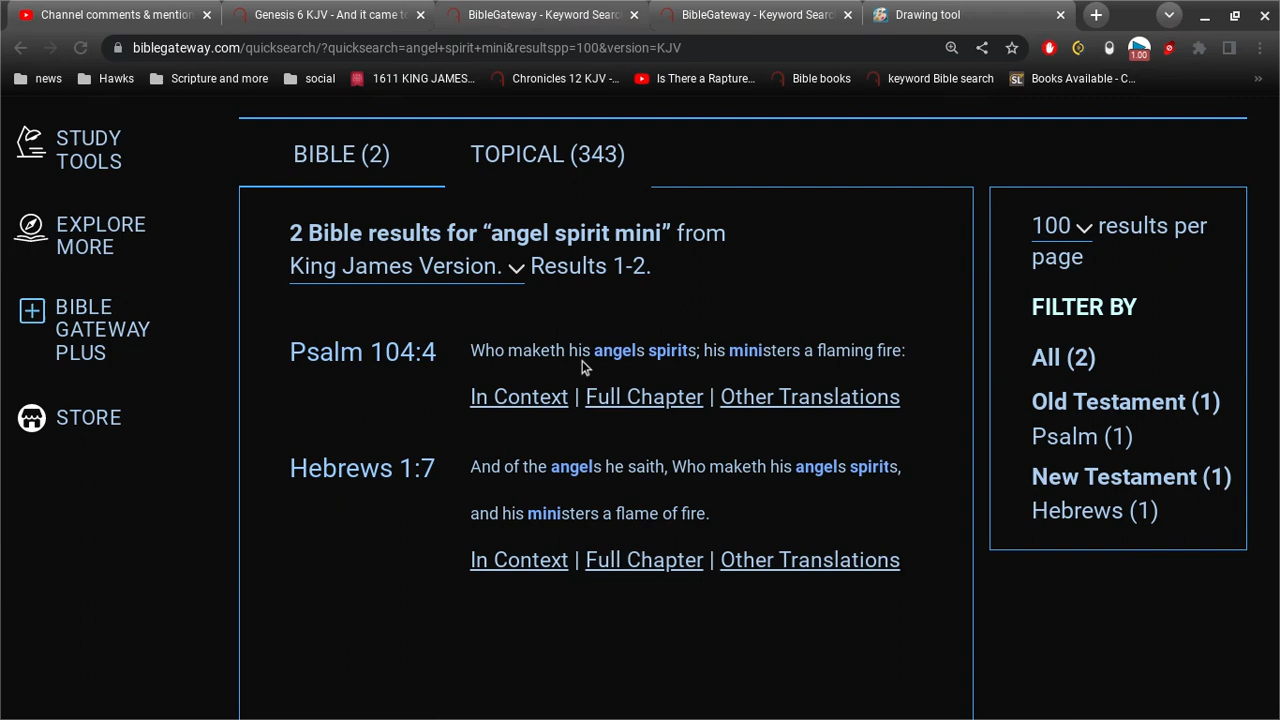 Channel comments & mention
Genesis 6 KJV - And it came to
BibleGateway - Keyword Searc
BibleGateway - Keyword Searc
Drawing tool
biblegateway.com/quicksearch/?quicksearch=angel+spirit+mini&resultspp=100&version=KJV
1.00
news
Hawks
Scripture and more
social
1611 KING JAMES...
Chronicles 12 KJV -...
Is There a Rapture...
Bible books
keyword Bible search
SL
Books Available - C...
»
STUDY
TOOLS
EXPLORE
MORE
BIBLE
GATEWAY
PLUS
STORE
BIBLE (2)
TOPICAL (343)
2 Bible results for “angel spirit mini” from
King James Version. Results 1-2.
Psalm 104:4
Who maketh his angels spirits; his ministers a flaming fire:
In Context | Full Chapter | Other Translations
Hebrews 1:7
And of the angels he saith, Who maketh his angels spirits,
and his ministers a flame of fire.
In Context | Full Chapter | Other Translations
100 results per
page
FILTER BY
All (2)
Old Testament (1)
Psalm (1)
New Testament (1)
Hebrews (1)